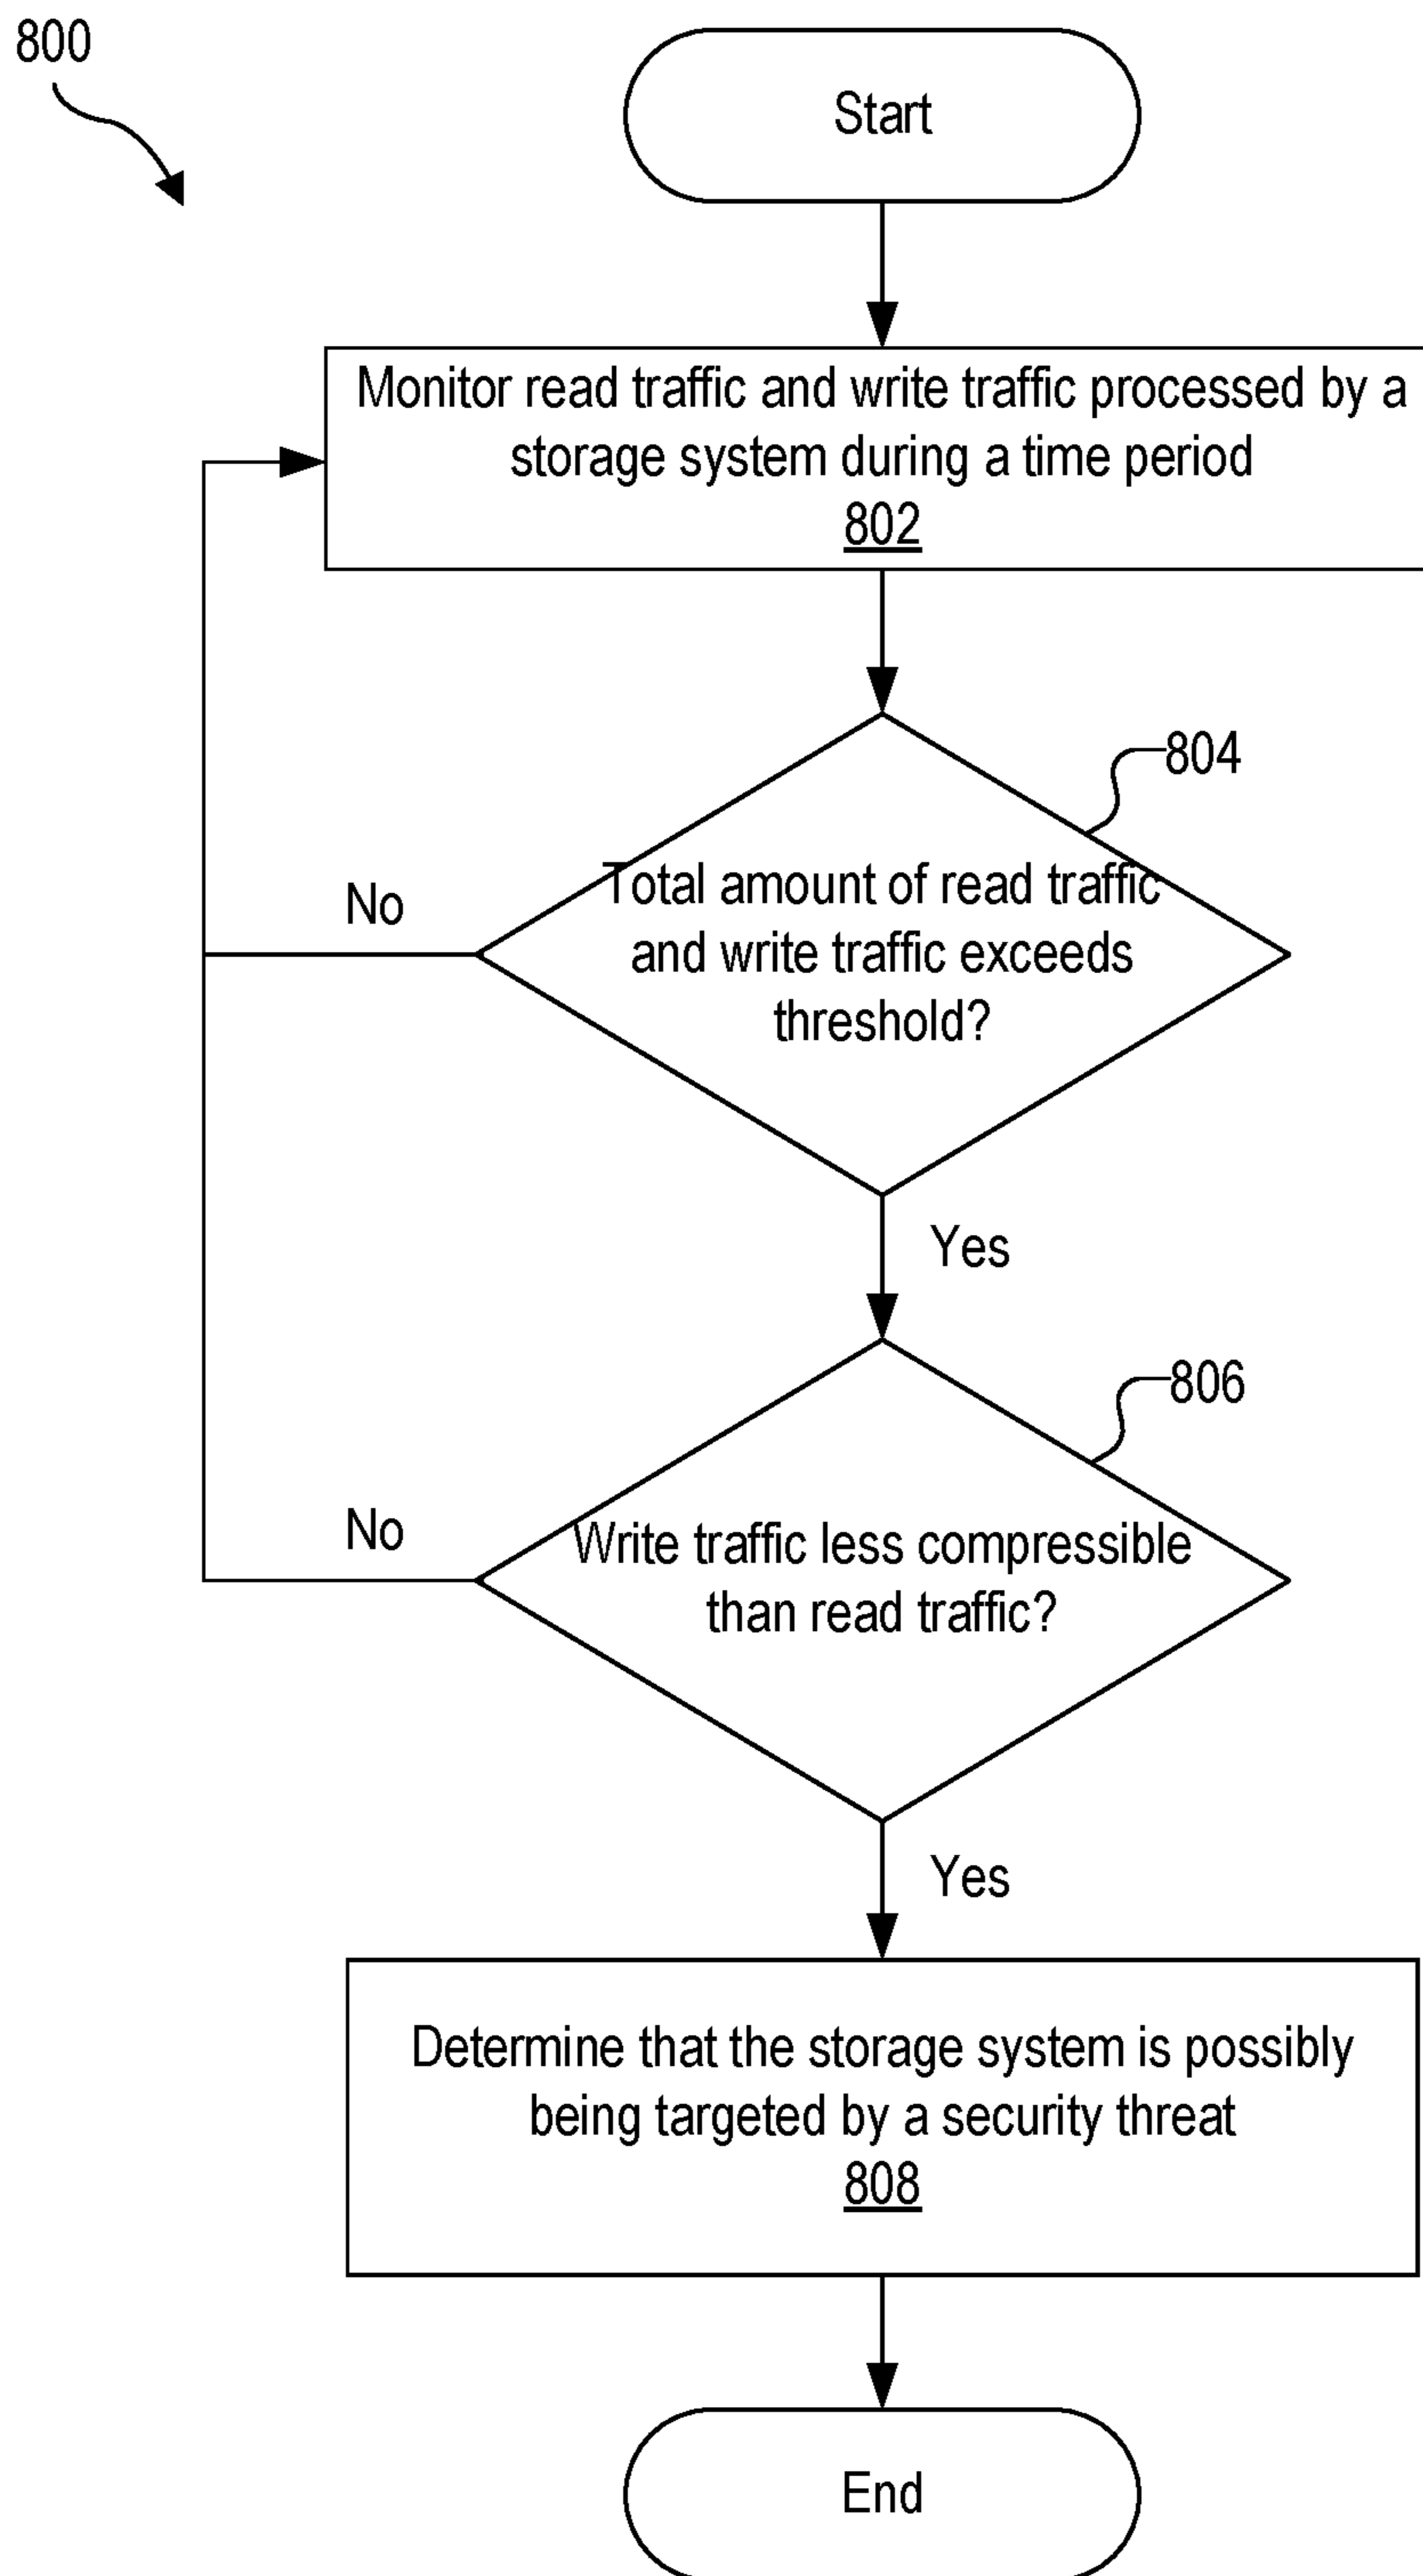 800
Start
Monitor read traffic and write traffic processed by a
storage system during a time period
802
804
Total amount of read traffic
and write traffic exceeds
threshold?
No
Yes
806
Write traffic less compressible
than read traffic?
No
Yes
Determine that the storage system is possibly
being targeted by a security threat
808
End